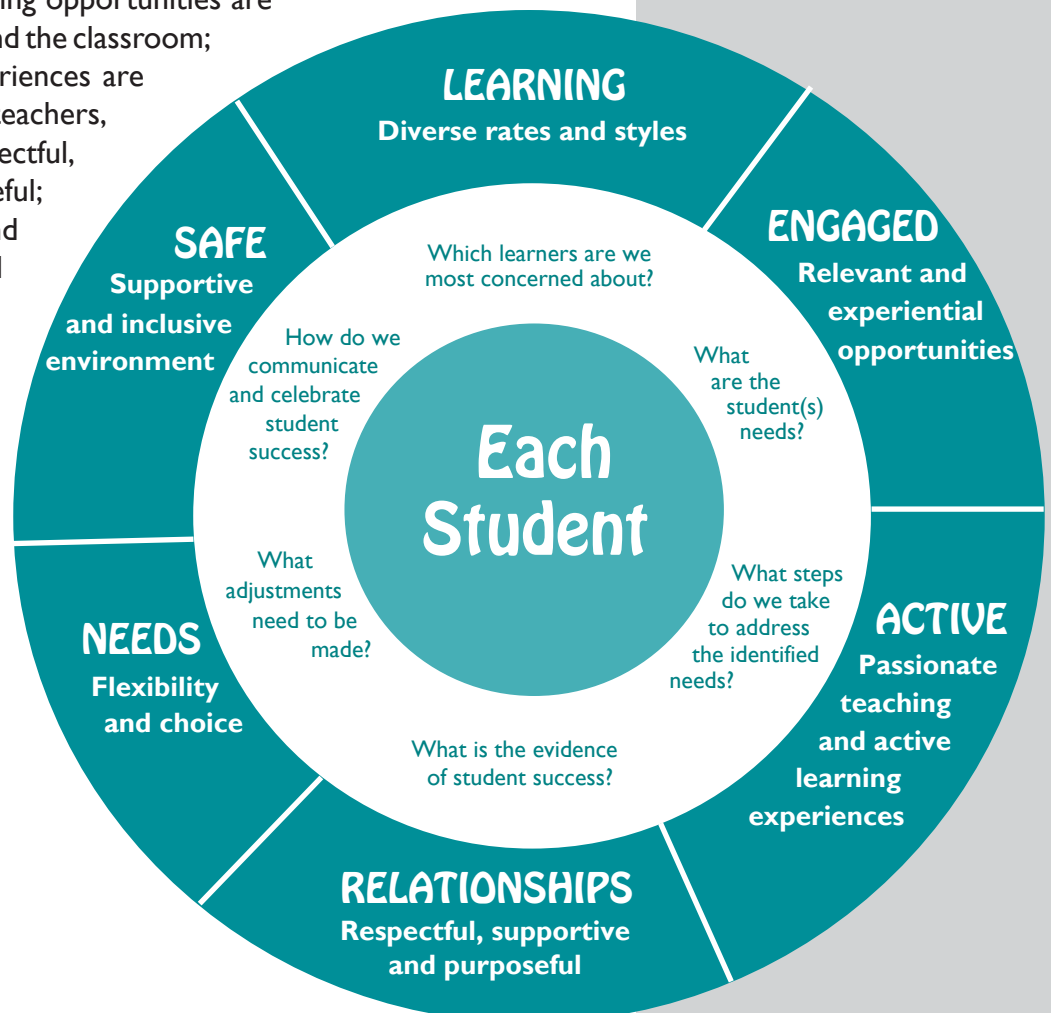 ing opportunities are
nd the classroom;
riences are
eachers,
ectful,
eful;
nd
LEARNING
Diverse rates and styles
ENGAGED
Relevant and
experiential
opportunities
ACTIVE
Passionate
teaching
and active
learning
experiences
RELATIONSHIPS
Respectful, supportive
and purposeful
NEEDS
Flexibility
and choice
SAFE
Supportive
and inclusive
environment
Which learners are we
most concerned about?
What
are the
student(s)
needs?
What steps
do we take
to address
the identified
needs?
What is the evidence
of student success?
What
adjustments
need to be
made?
How do we
communicate
and celebrate
student
success?
Each
Student